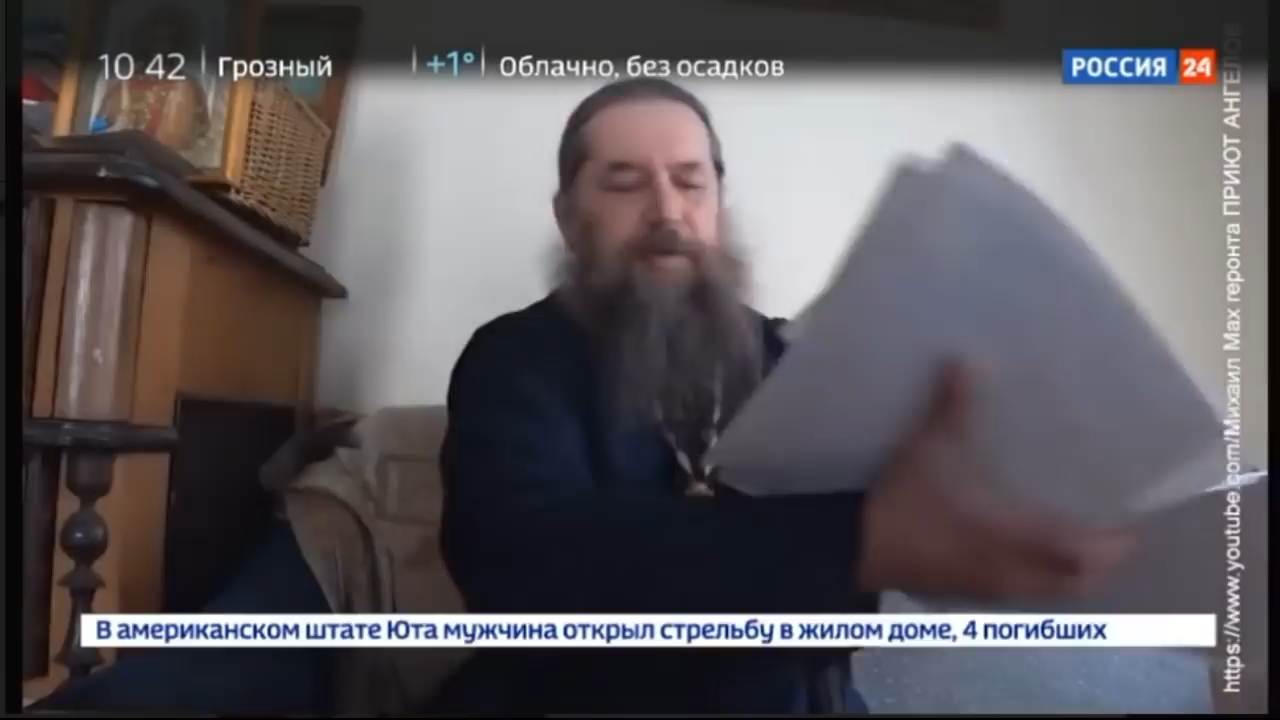 10 42 Грозный +1° Облачно, без осадков
РОССИЯ 24
https://www.youtube.com/Михаил Мах геронта ПРИЮТ АНГЕЛОВ
В американском штате Юта мужчина открыл стрельбу в жилом доме, 4 погибших